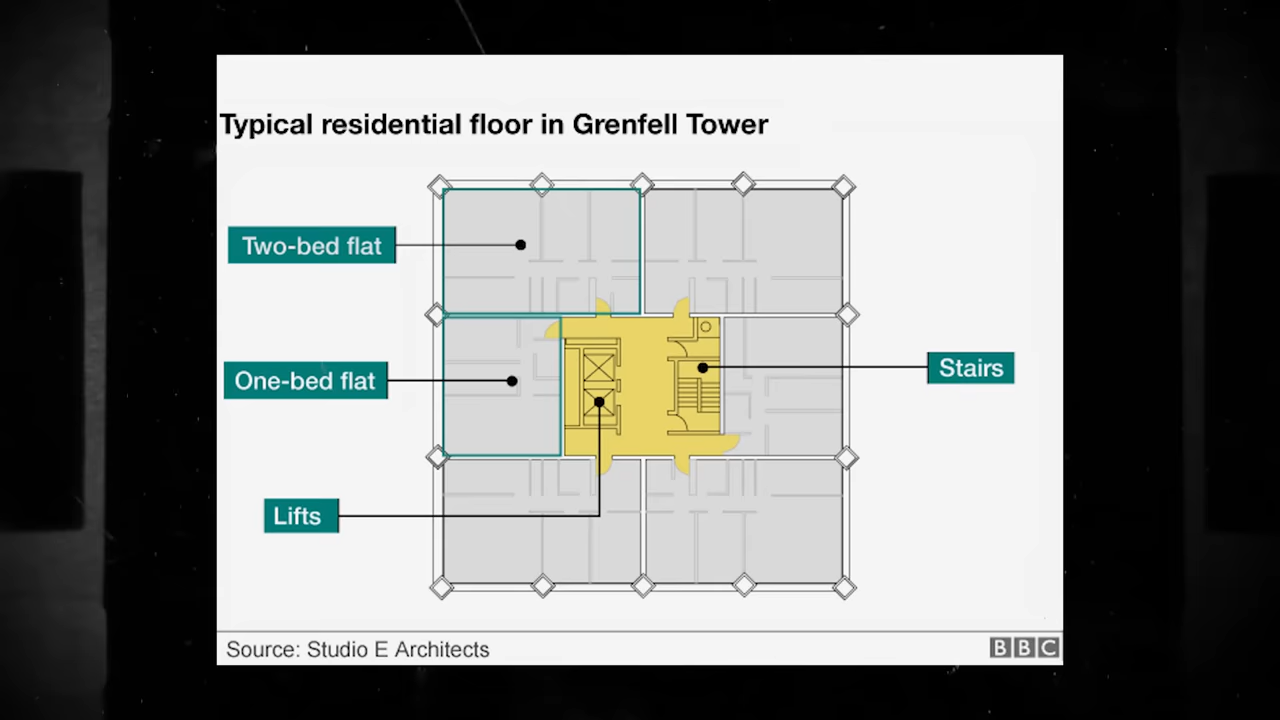 Typical residential floor in Grenfell Tower
Two-bed flat
One-bed flat
Stairs
Lifts
Source: Studio E Architects
BBC